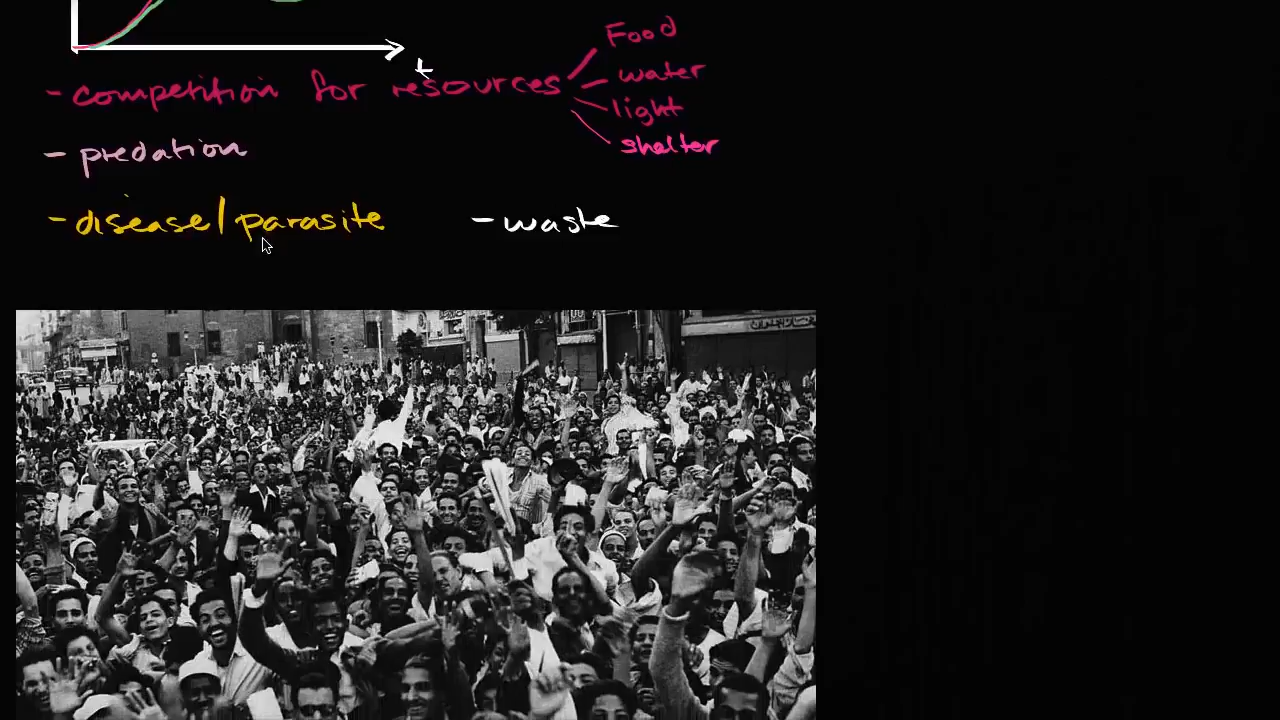 Food
t
- competition for resources
water
light
shelter
- predation
- disease/parasite
- waste